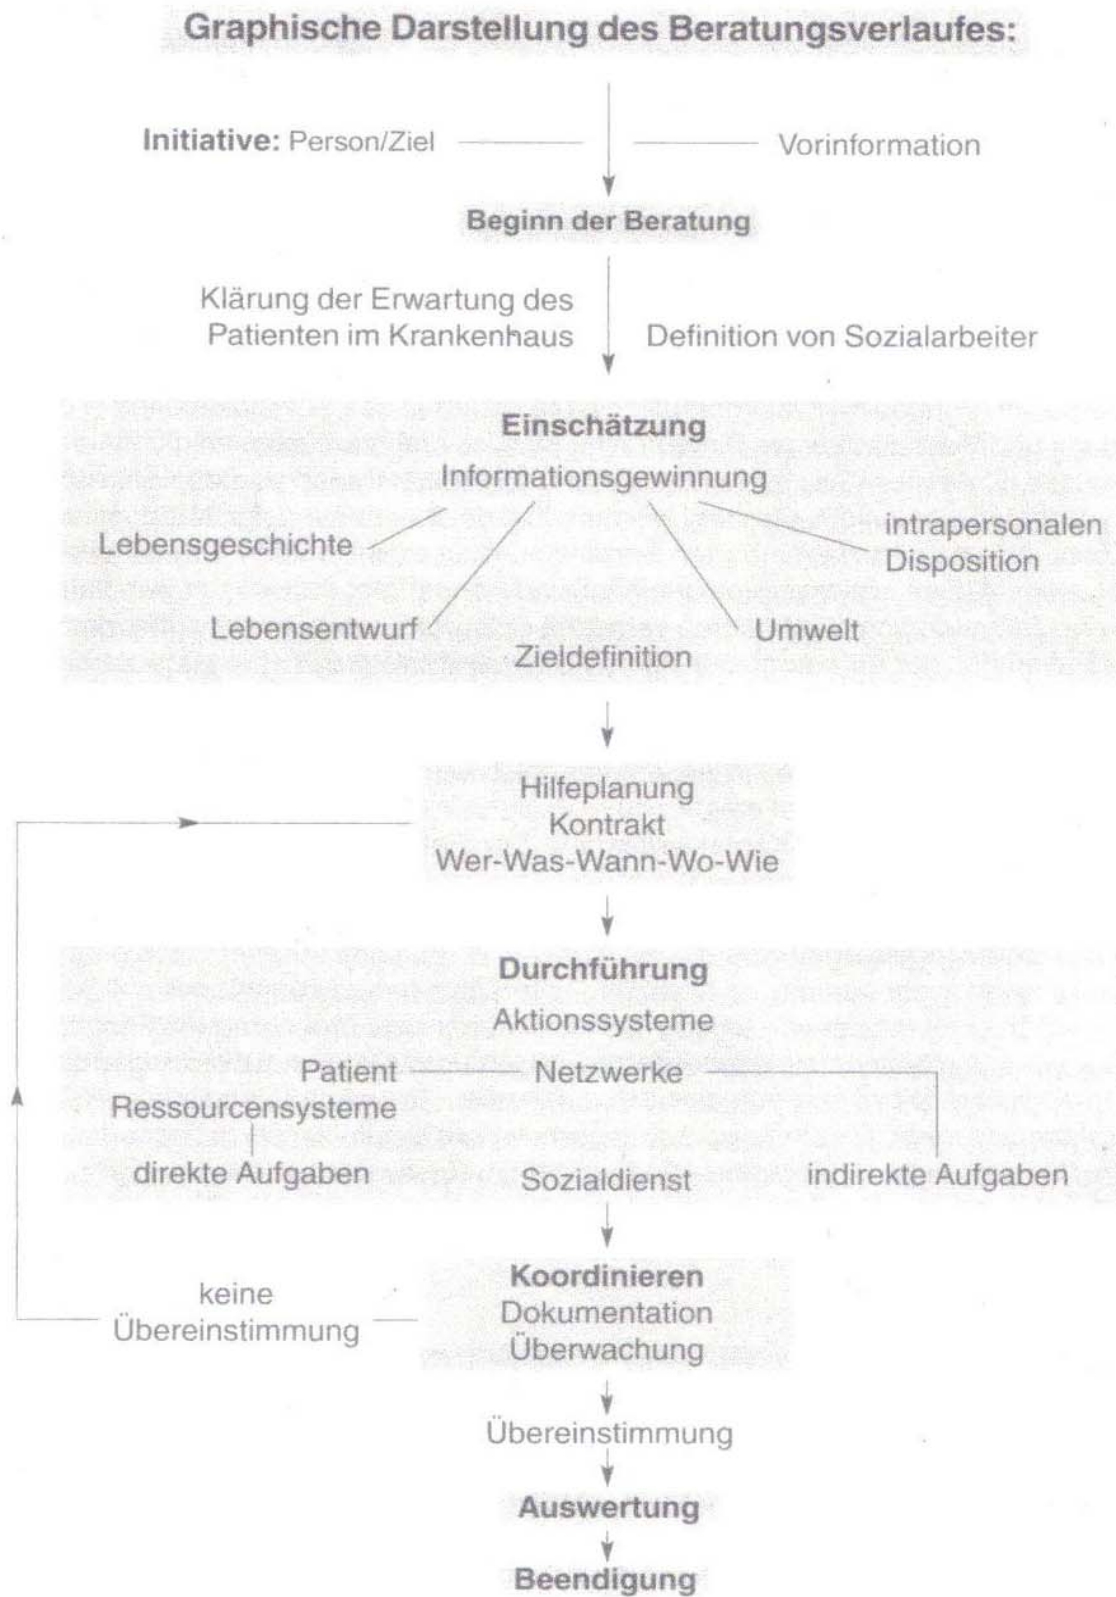 Graphische Darstellung des Beratungsverlaufes:
Initiative: Person/Ziel
Vorinformation
Beginn der Beratung
Klärung der Erwartung des
Patienten im Krankenhaus
Definition von Sozialarbeiter
Einschätzung
Informationsgewinnung
Lebensgeschichte
intrapersonalen
Disposition
Lebensentwurf
Umwelt
Zieldefinition
Hilfeplanung
Kontrakt
Wer-Was-Wann-Wo-Wie
Durchführung
Aktionssysteme
Patient
Netzwerke
Ressourcensysteme
direkte Aufgaben
Sozialdienst
indirekte Aufgaben
Koordinieren
keine
Dokumentation
Übereinstimmung
Überwachung
Übereinstimmung
Auswertung
Beendigung